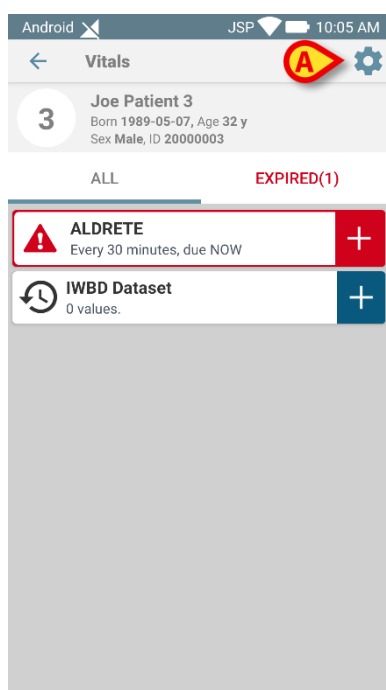 Android JSP 10:05 AM
Vitals
A
3
Joe Patient 3
Born 1989-05-07, Age 32 y
Sex Male, ID 20000003
ALL EXPIRED(1)
ALDRETE
Every 30 minutes, due NOW
IWBD Dataset
0 values.